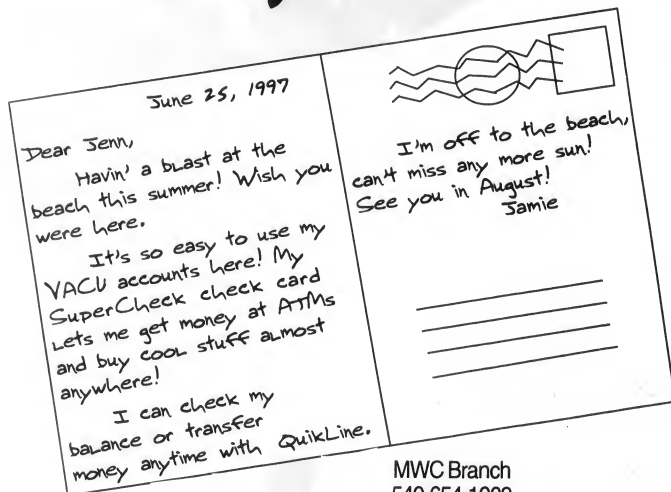 June 25, 1997
Dear Jenn,
Havin' a blast at the
beach this summer! Wish you
were here.
It's so easy to use my
VACU accounts here! My
SuperCheck check card
Lets me get money at ATMs
and buy cool stuff almost
anywhere!
I can check my
balance or transfer
money anytime with QuikLine.
I'm off to the beach,
can't miss any more sun!
See you in August!
Jamie
MWC Branch